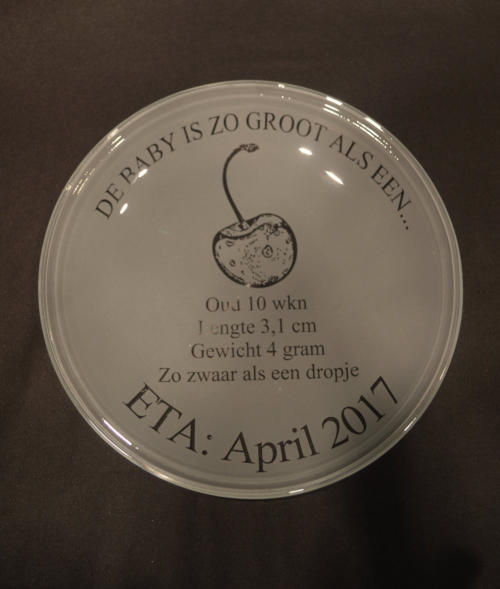 DE BABY IS ZO GROOT ALS EEN...
Oud 10 wkn
Lengte 3,1 cm
Gewicht 4 gram
Zo zwaar als een dropje
ETA: April 2017